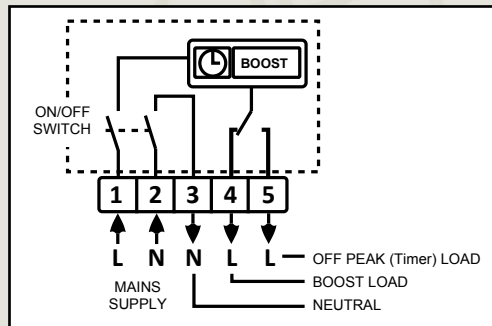 BOOST
ON/OFF
SWITCH
1 2 3 4 5
L N N L L OFF PEAK (Timer) LOAD
MAINS
SUPPLY
BOOST LOAD
NEUTRAL